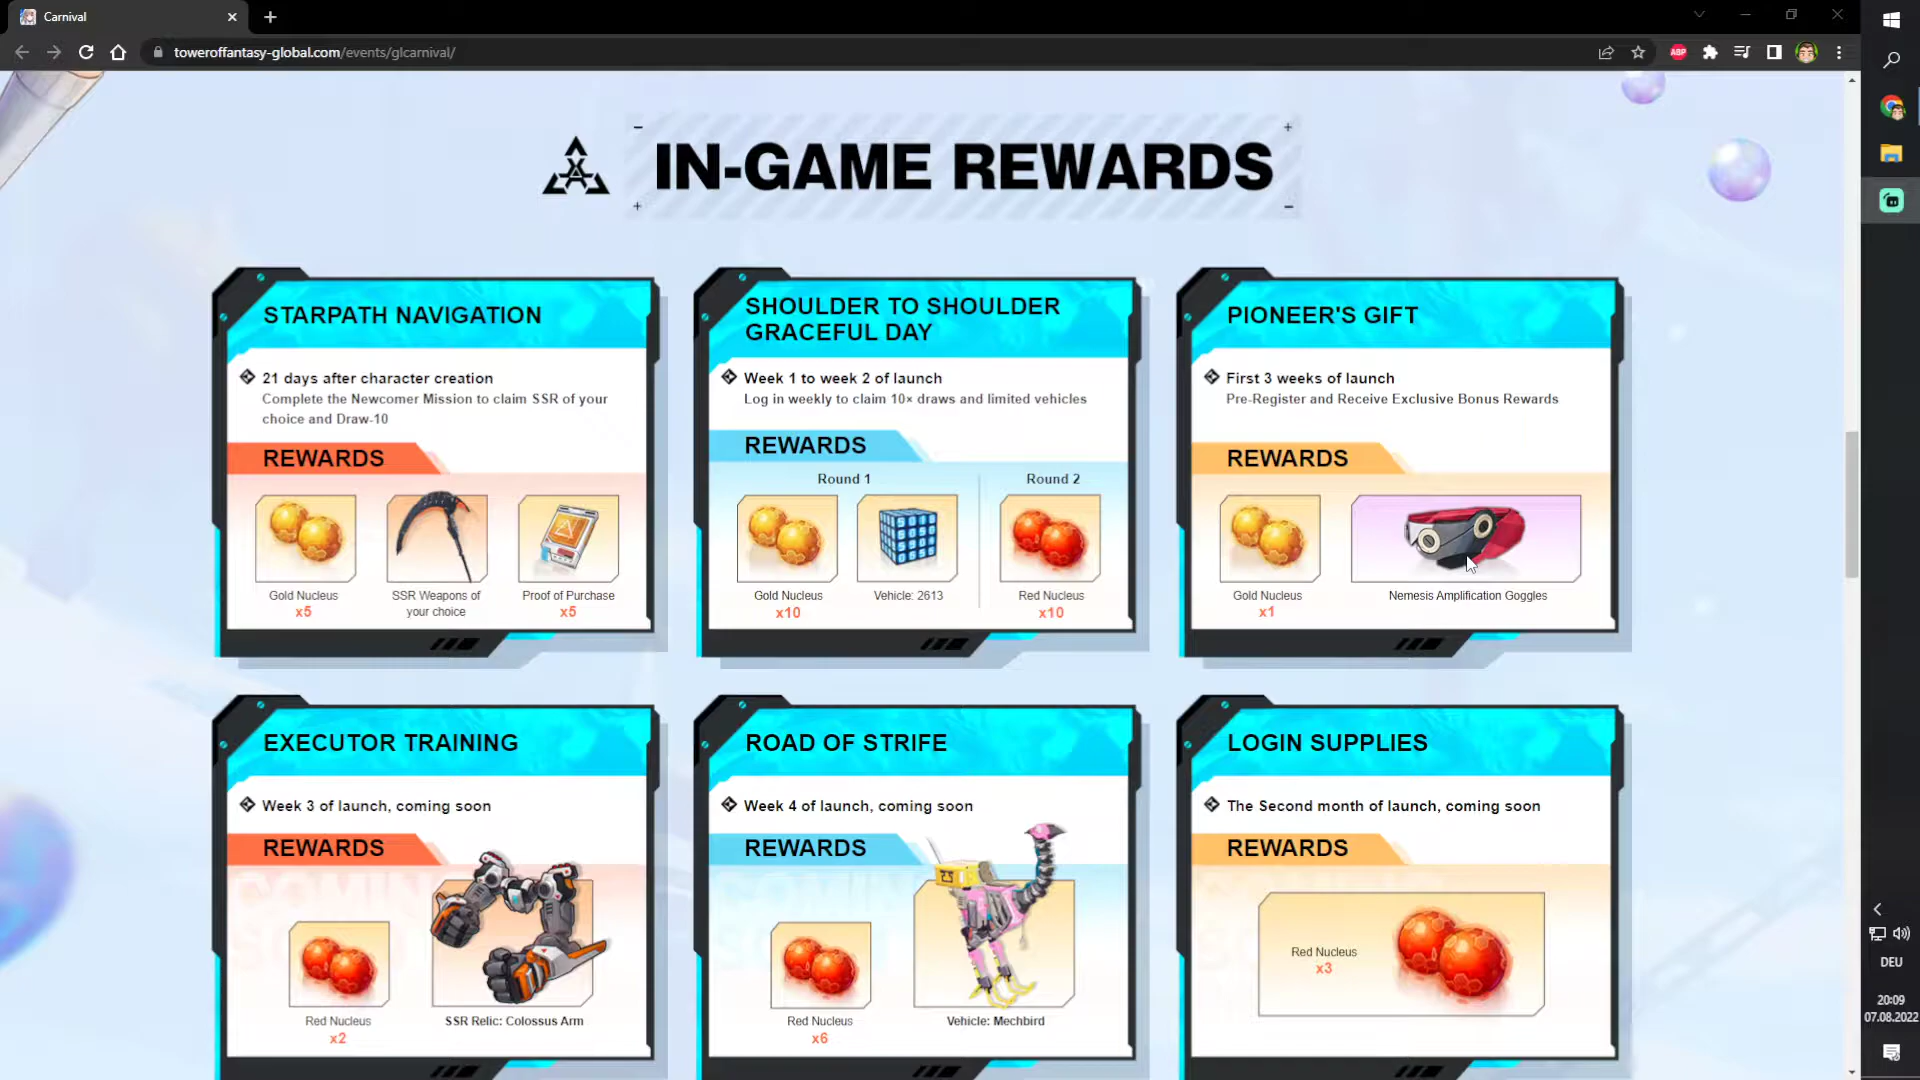 Carnival
toweroffantasy-global.com/events/glcarnival/
ABP
IN-GAME REWARDS
STARPATH NAVIGATION
21 days after character creation
Complete the Newcomer Mission to claim SSR of your
choice and Draw-10
REWARDS
Gold Nucleus
x5
SSR Weapons of
your choice
Proof of Purchase
x5
SHOULDER TO SHOULDER
GRACEFUL DAY
Week 1 to week 2 of launch
Log in weekly to claim 10× draws and limited vehicles
REWARDS
Round 1
Round 2
Gold Nucleus
x10
Vehicle: 2613
Red Nucleus
x10
PIONEER'S GIFT
First 3 weeks of launch
Pre-Register and Receive Exclusive Bonus Rewards
REWARDS
Gold Nucleus
x1
Nemesis Amplification Goggles
EXECUTOR TRAINING
Week 3 of launch, coming soon
REWARDS
COMING
SOON
Red Nucleus
x2
SSR Relic: Colossus Arm
ROAD OF STRIFE
Week 4 of launch, coming soon
REWARDS
Red Nucleus
x6
Vehicle: Mechbird
LOGIN SUPPLIES
The Second month of launch, coming soon
REWARDS
Red Nucleus
x3
DEU
20:09
07.08.2022